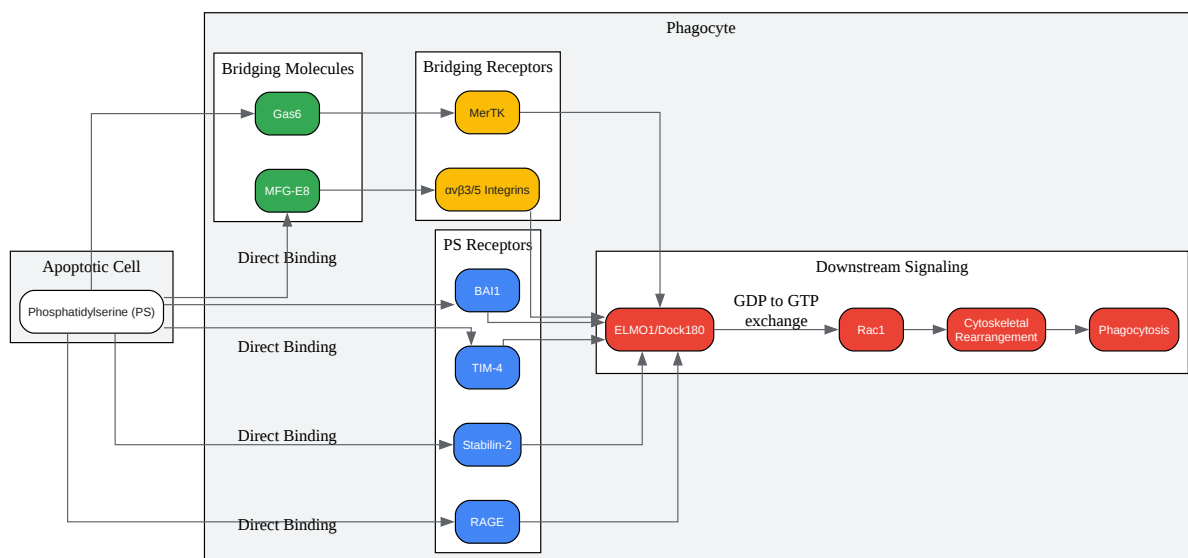 Phagocyte
Bridging Molecules
Bridging Receptors
Gas6
MerTK
MFG-E8
αvβ3/5 Integrins
PS Receptors
Direct Binding
Apoptotic Cell
Downstream Signaling
Phosphatidylserine (PS)
BAI1
GDP to GTP
exchange
ELMO1/Dock180
Rac1
Cytoskeletal
Rearrangement
Phagocytosis
Direct Binding
TIM-4
Direct Binding
Stabilin-2
Direct Binding
RAGE